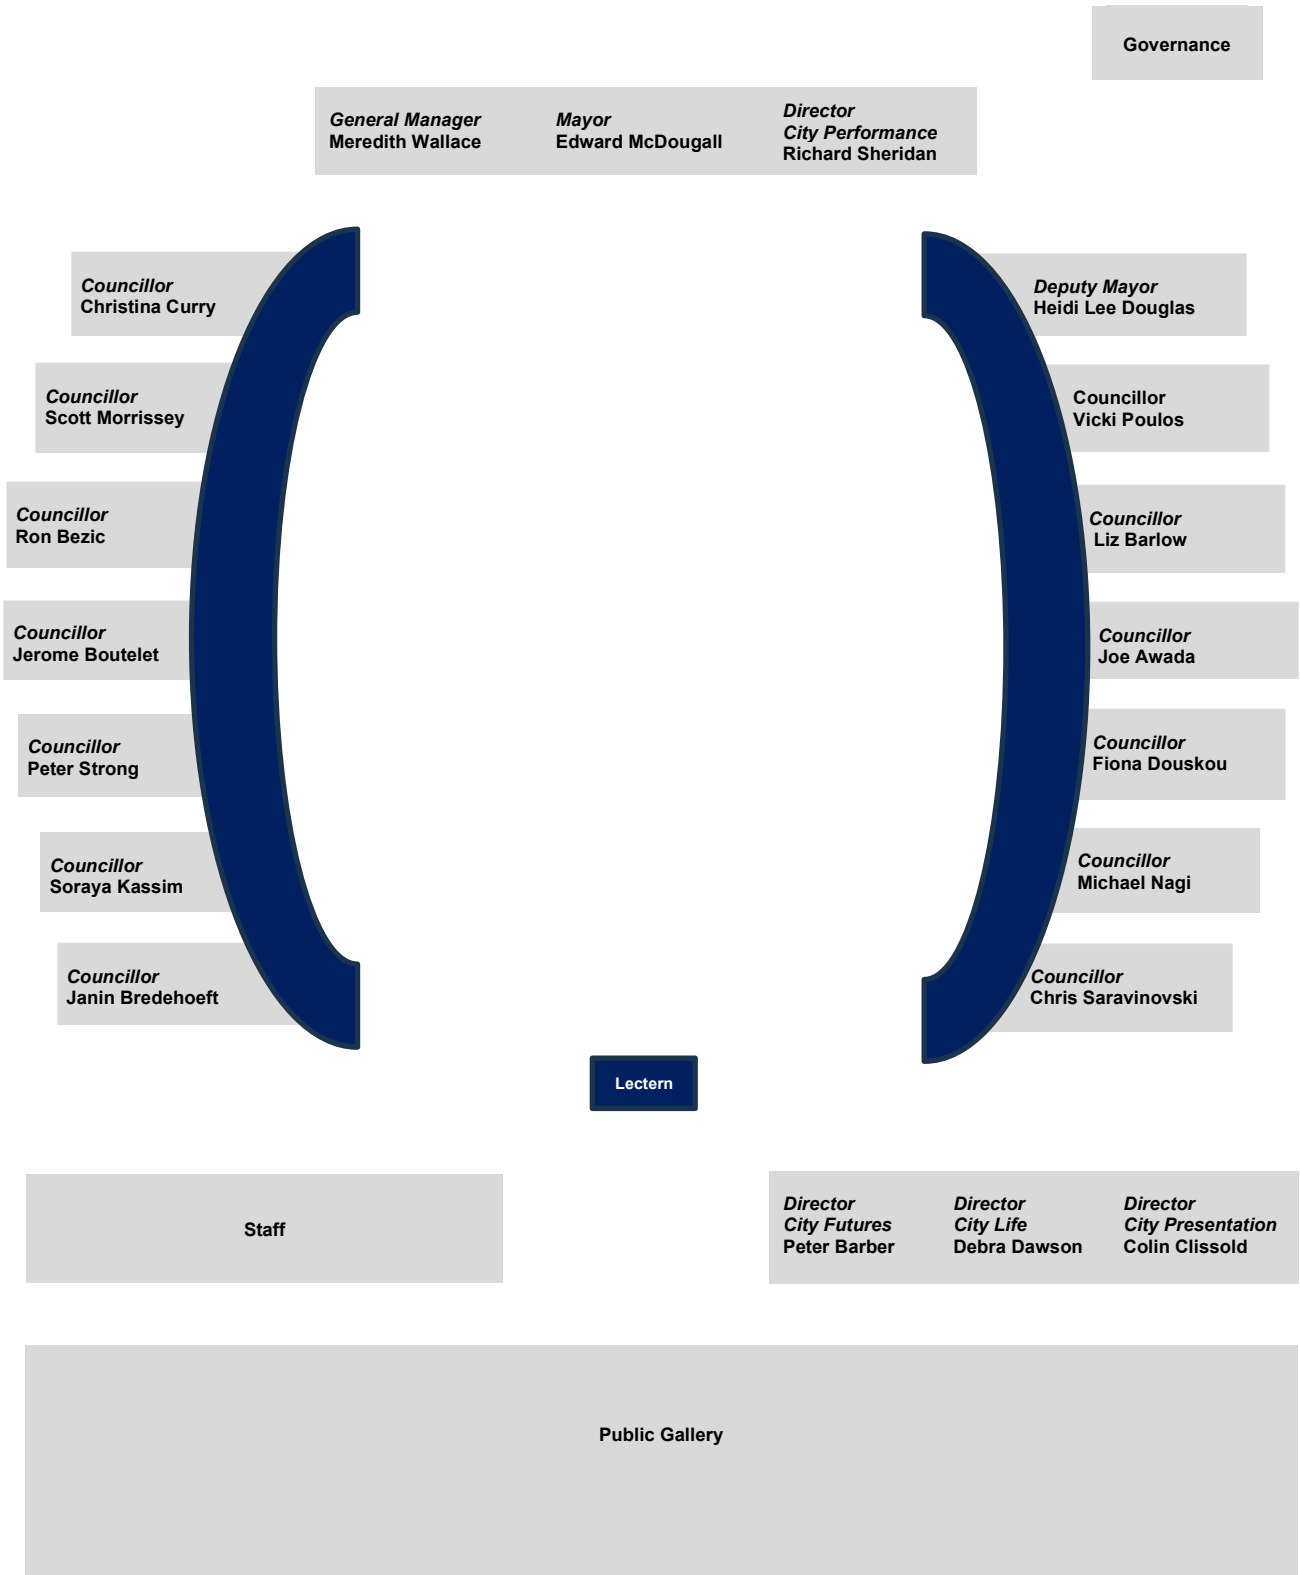 Governance
General Manager
Meredith Wallace
Mayor
Edward McDougall
Director
City Performance
Richard Sheridan
Councillor
Christina Curry
Deputy Mayor
Heidi Lee Douglas
Councillor
Scott Morrissey
Councillor
Vicki Poulos
Councillor
Ron Bezic
Councillor
Liz Barlow
Councillor
Jerome Boutelet
Councillor
Joe Awada
Councillor
Peter Strong
Councillor
Fiona Douskou
Councillor
Soraya Kassim
Councillor
Michael Nagi
Councillor
Janin Bredehoeft
Councillor
Chris Saravinovski
Lectern
Staff
Director
City Futures
Peter Barber
Director
City Life
Debra Dawson
Director
City Presentation
Colin Clissold
Public Gallery